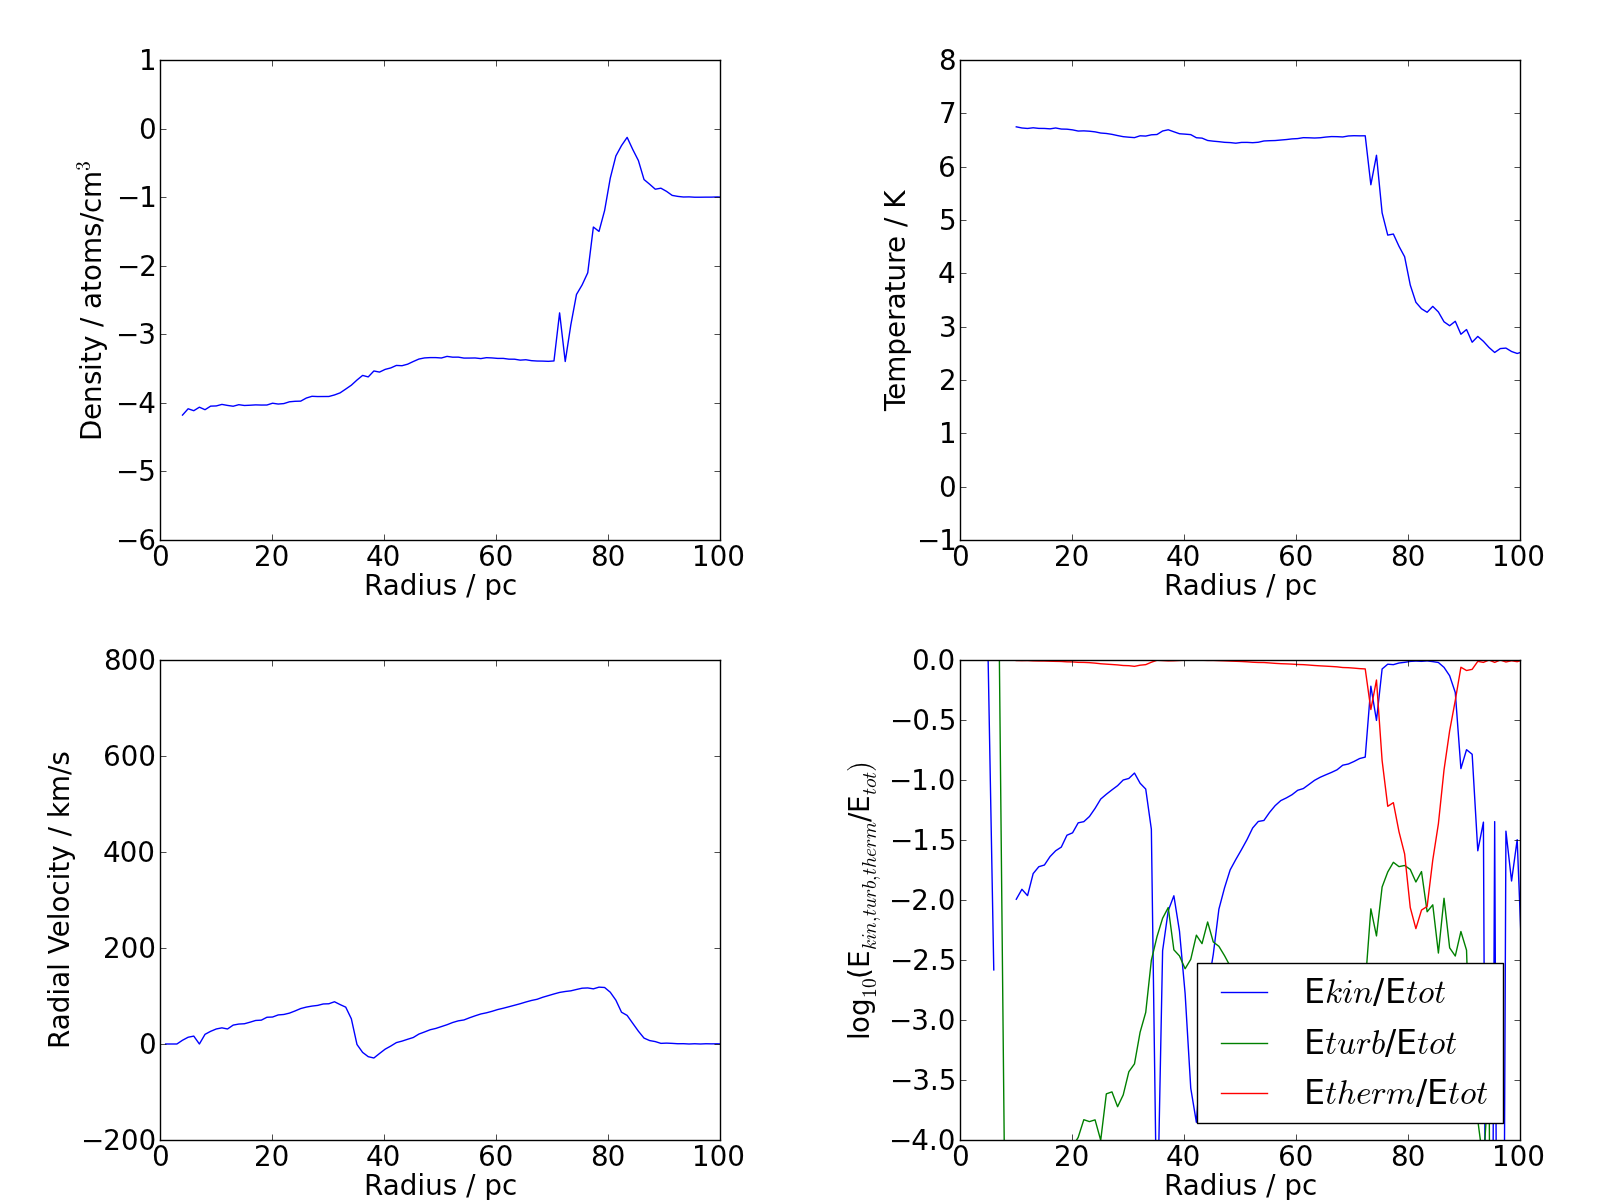 1
0
−1
−2
−3
−4
−5
−6
0 20 40 60 80 100
Density / atoms/cm³
Radius / pc
8
7
6
5
4
3
2
1
0
−1
0 20 40 60 80 100
Temperature / K
Radius / pc
800
600
400
200
0
−200
0 20 40 60 80 100
Radial Velocity / km/s
Radius / pc
0.0
−0.5
−1.0
−1.5
−2.0
−2.5
−3.0
−3.5
−4.0
0 20 40 60 80 100
log₁₀(E_{kin,turb,therm}/E_{tot})
Radius / pc
Ekin/Etot
Eturb/Etot
Etherm/Etot